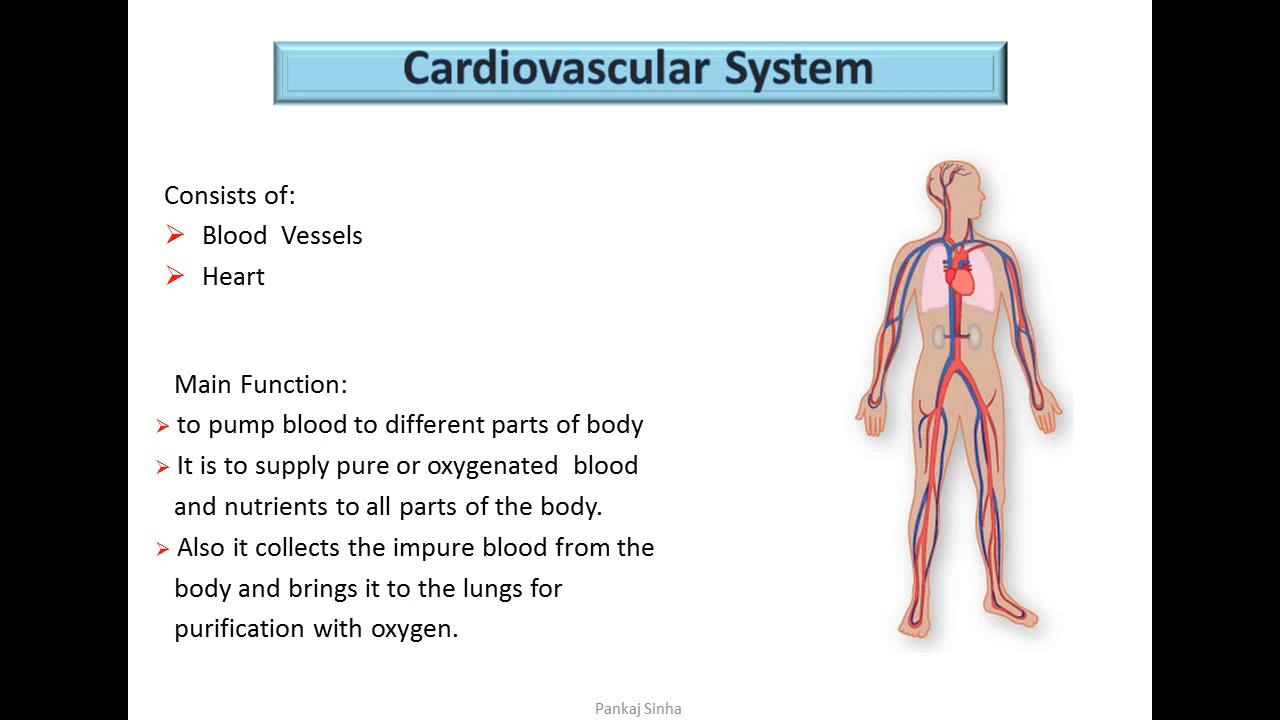 Cardiovascular System
Consists of:
➢ Blood Vessels
➢ Heart
Main Function:
➢ to pump blood to different parts of body
➢ It is to supply pure or oxygenated blood
and nutrients to all parts of the body.
➢ Also it collects the impure blood from the
body and brings it to the lungs for
purification with oxygen.
Pankaj Sinha